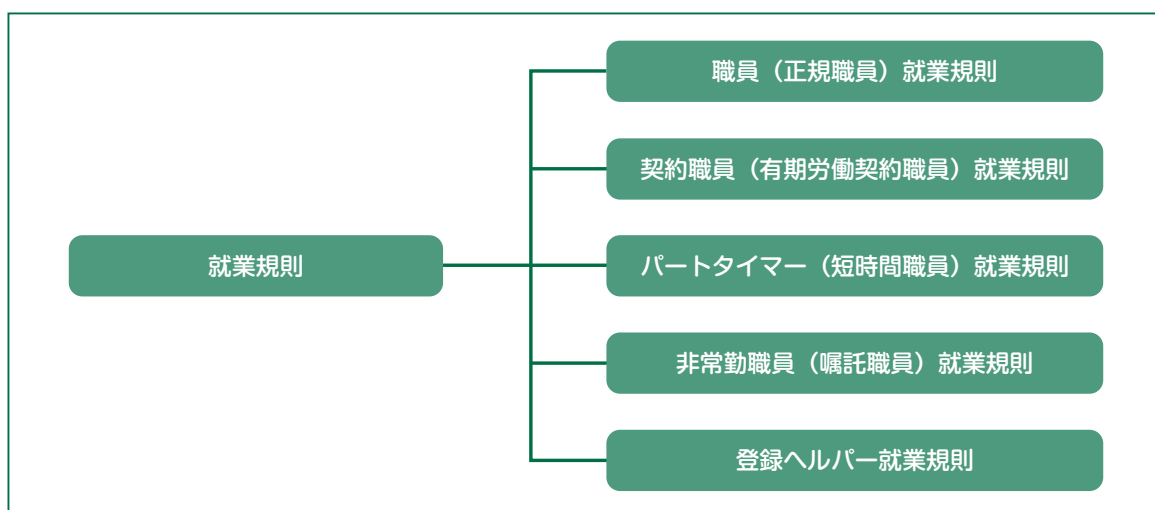 職員（正規職員）就業規則
契約職員（有期労働契約職員）就業規則
就業規則
パートタイマー（短時間職員）就業規則
非常勤職員（嘱託職員）就業規則
登録ヘルパー就業規則